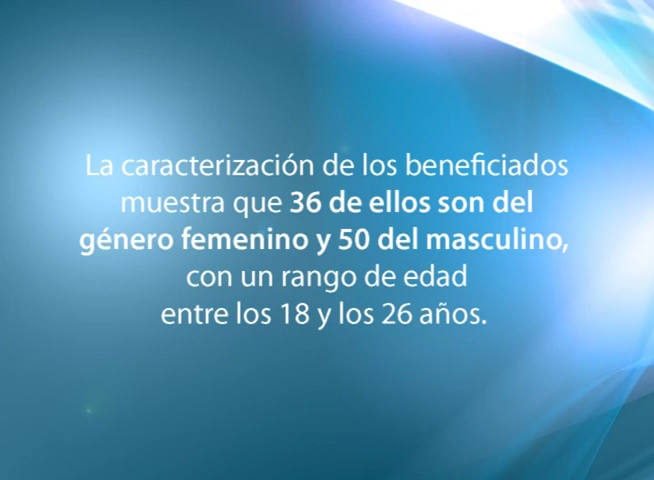 La caracterización de los beneficiados
muestra que 36 de ellos son del
género femenino y 50 del masculino,
con un rango de edad
entre los 18 y los 26 años.